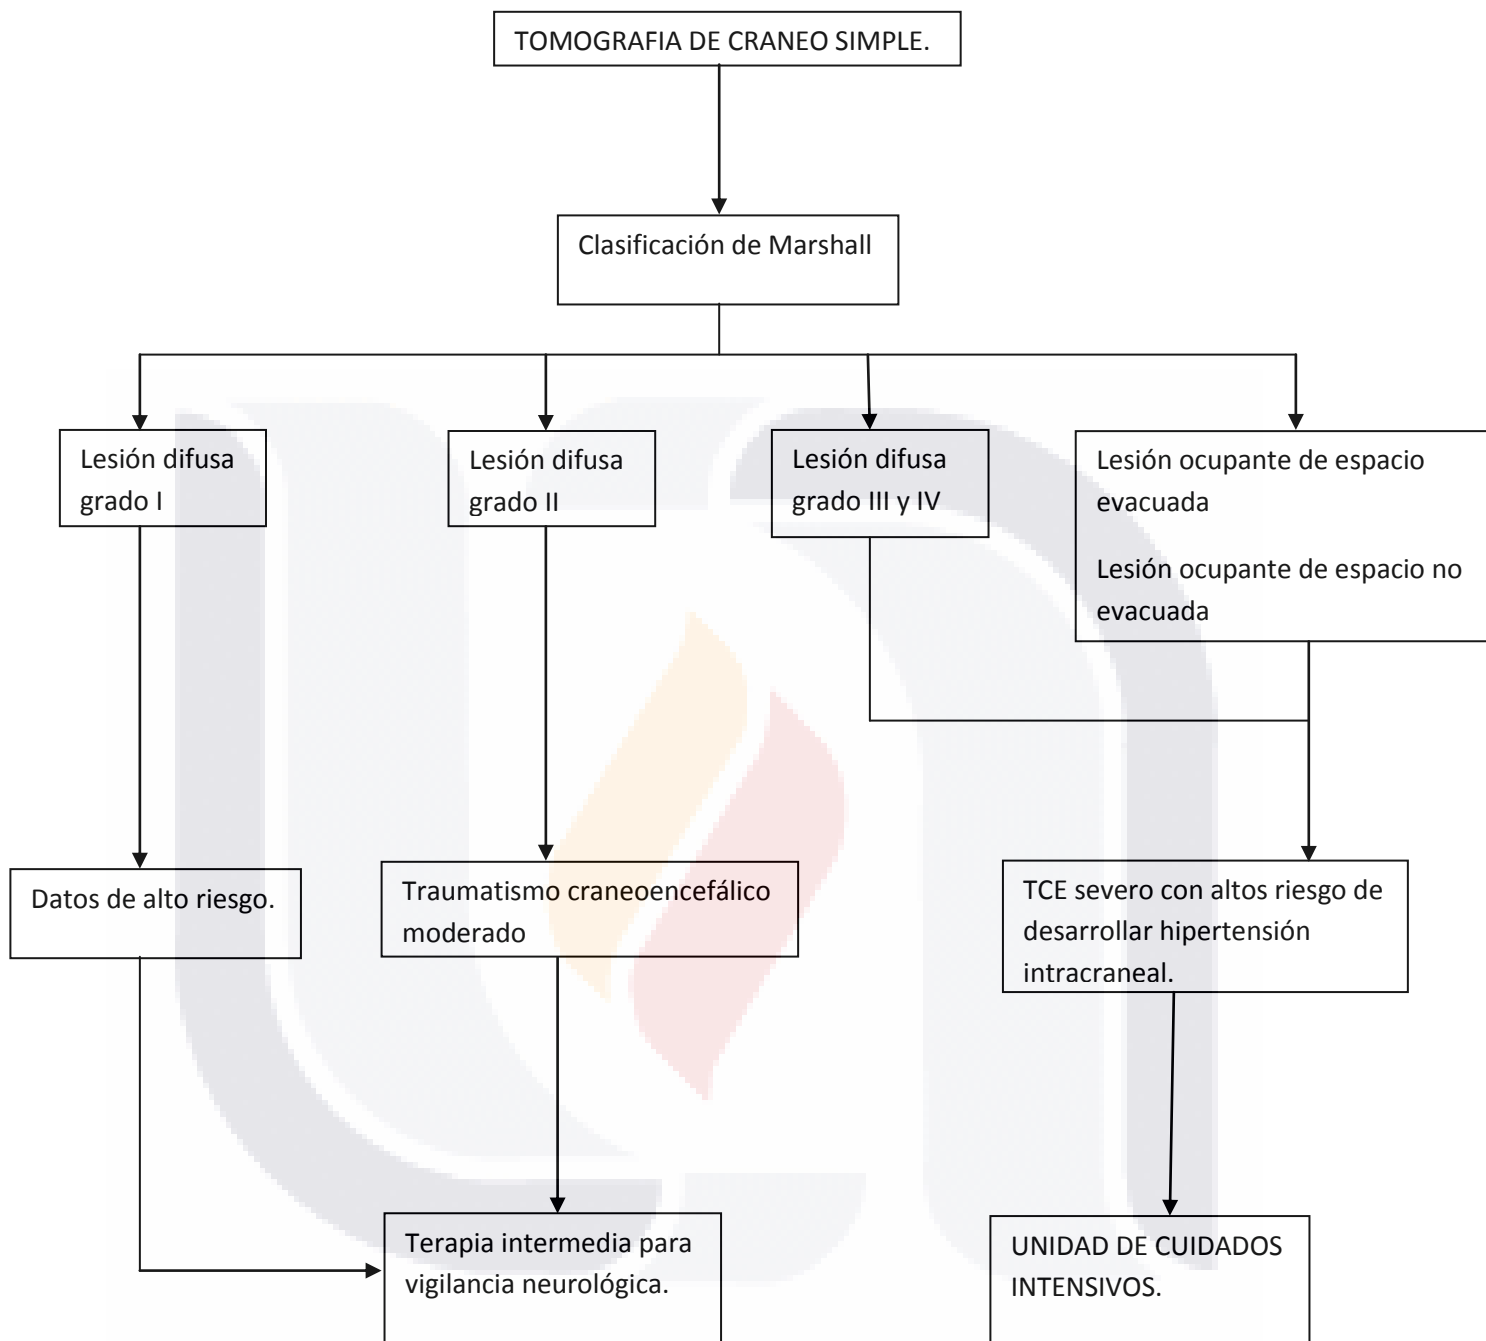 TOMOGRAFIA DE CRANEO SIMPLE.
Clasificación de Marshall
Lesión difusa
grado I
Lesión difusa
grado II
Lesión difusa
grado III y IV
Lesión ocupante de espacio
evacuada
Lesión ocupante de espacio no
evacuada
Datos de alto riesgo.
Traumatismo craneoencefálico
moderado
TCE severo con altos riesgo de
desarrollar hipertensión
intracraneal.
Terapia intermedia para
vigilancia neurológica.
UNIDAD DE CUIDADOS
INTENSIVOS.